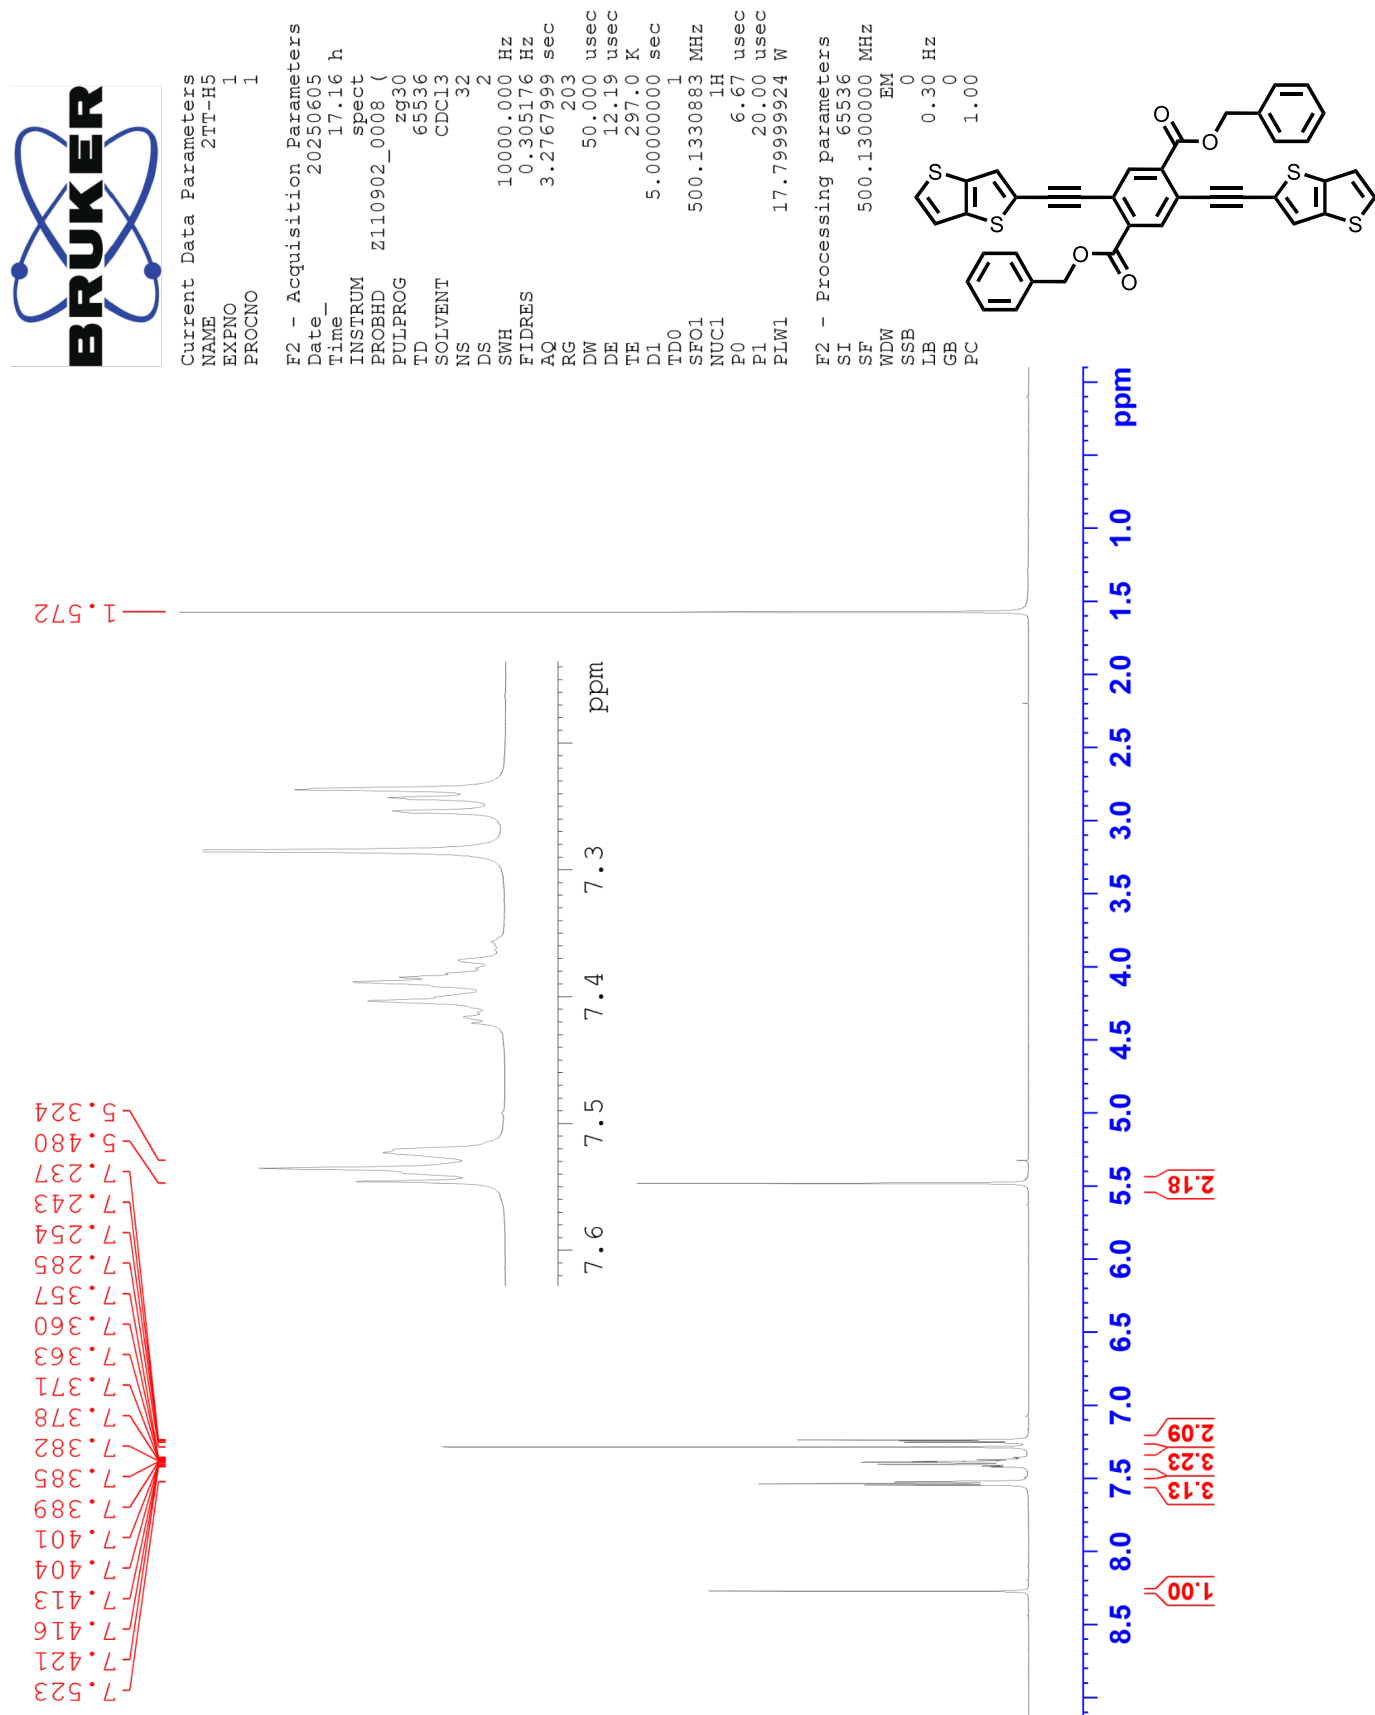 BRUKER
Current Data Parameters
NAME 2TT-H5
EXPNO 1
PROCNO 1
F2 - Acquisition Parameters
Date_ 20250605
Time 17.16 h
INSTRUM spect
PROBHD Z110902_0008 (
PULPROG zg30
TD 65536
SOLVENT CDCl3
NS 32
DS 2
SWH 10000.000 Hz
FIDRES 0.305176 Hz
AQ 3.2767999 sec
RG 203
DW 50.000 usec
DE 12.19 usec
TE 297.0 K
D1 5.00000000 sec
TD0 1
SFO1 500.1330883 MHz
NUC1 1H
P0 6.67 usec
P1 20.00 usec
PLW1 17.79999924 W
F2 - Processing parameters
SI 65536
SF 500.1300000 MHz
WDW EM
SSB 0
LB 0.30 Hz
GB 0
PC 1.00
S
S
O
O
O
O
S
S
7.523
7.421
7.416
7.413
7.404
7.401
7.389
7.385
7.382
7.378
7.371
7.363
7.360
7.357
7.285
7.254
7.243
7.237
5.480
5.324
1.572
7.6 7.5 7.4 7.3 ppm
8.5 8.0 7.5 7.0 6.5 6.0 5.5 5.0 4.5 4.0 3.5 3.0 2.5 2.0 1.5 1.0 ppm
1.00
3.13
3.23
2.09
2.18